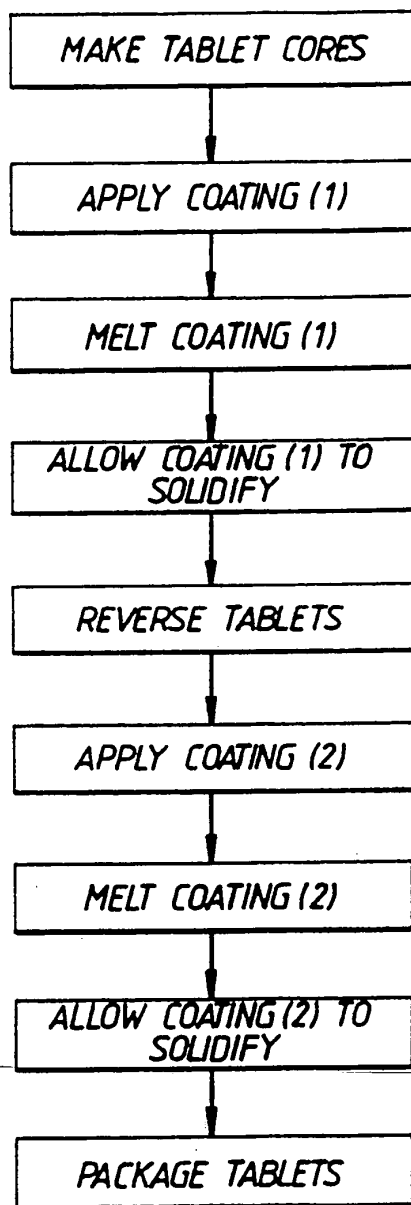 MAKE TABLET CORES
APPLY COATING (1)
MELT COATING (1)
ALLOW COATING (1) TO
SOLIDIFY
REVERSE TABLETS
APPLY COATING (2)
MELT COATING (2)
ALLOW COATING (2) TO
SOLIDIFY
PACKAGE TABLETS